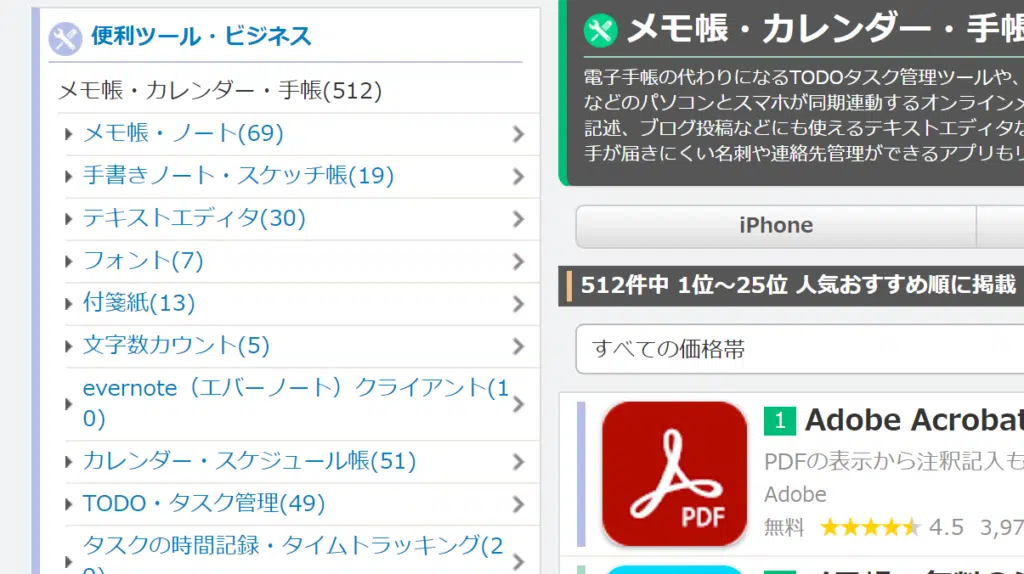 便利ツール・ビジネス
メモ帳・カレンダー・手帳(512)
メモ帳・ノート(69)
手書きノート・スケッチ帳(19)
テキストエディタ(30)
フォント(7)
付箋紙(13)
文字数カウント(5)
evernote（エバーノート）クライアント(1
0)
カレンダー・スケジュール帳(51)
TODO・タスク管理(49)
タスクの時間記録・タイムトラッキング(2
メモ帳・カレンダー・手帳
電子手帳の代わりになるTODOタスク管理ツールや、
などのパソコンとスマホが同期連動するオンラインメ
記述、ブログ投稿などにも使えるテキストエディタな
手が届きにくい名刺や連絡先管理ができるアプリもリ
iPhone
512件中 1位～25位 人気おすすめ順に掲載
すべての価格帯
PDF
1 Adobe Acrobat
PDFの表示から注釈記入も
Adobe
無料 4.5 3,97